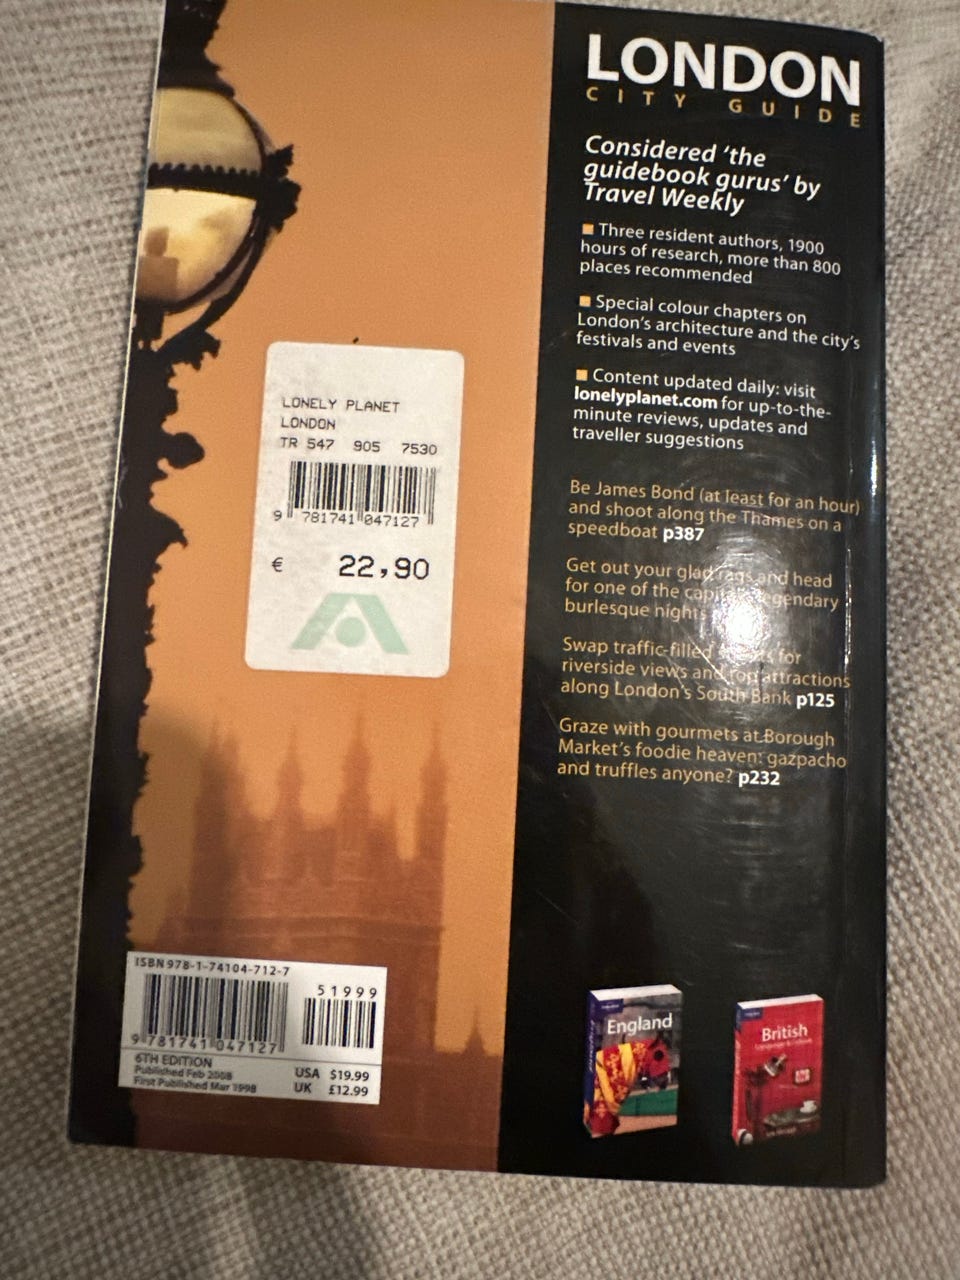 LONDON
CITY GUIDE
Considered 'the
guidebook gurus' by
Travel Weekly
Three resident authors, 1900
hours of research, more than 800
places recommended
Special colour chapters on
London's architecture and the city's
festivals and events
Content updated daily: visit
lonelyplanet.com for up-to-the-
minute reviews, updates and
traveller suggestions
Be James Bond (at least for an hour)
and shoot along the Thames on a
speedboat p387
Get out your glad rags and head
for one of the capital's legendary
burlesque nights
Swap traffic-filled for
riverside views and top attractions
along London's South Bank p125
Graze with gourmets at Borough
Market's foodie heaven: gazpacho
and truffles anyone? p232
LONELY PLANET
LONDON
TR 547 905 7530
9 781741 047127
€ 22,90
ISBN 978-1-74104-712-7
51999
9 781741 047127
6TH EDITION
Published Feb 2008
First Published Mar 1998
USA $19.99
UK £12.99
England
British